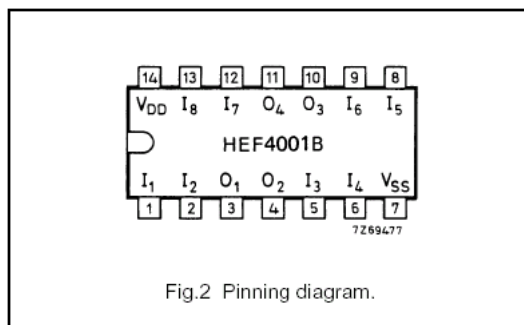 14 13 12 11 10 9 8
VDD I8 I7 O4 O3 I6 I5
HEF4001B
I1 I2 O1 O2 I3 I4 VSS
1 2 3 4 5 6 7
7Z69477
Fig.2 Pinning diagram.